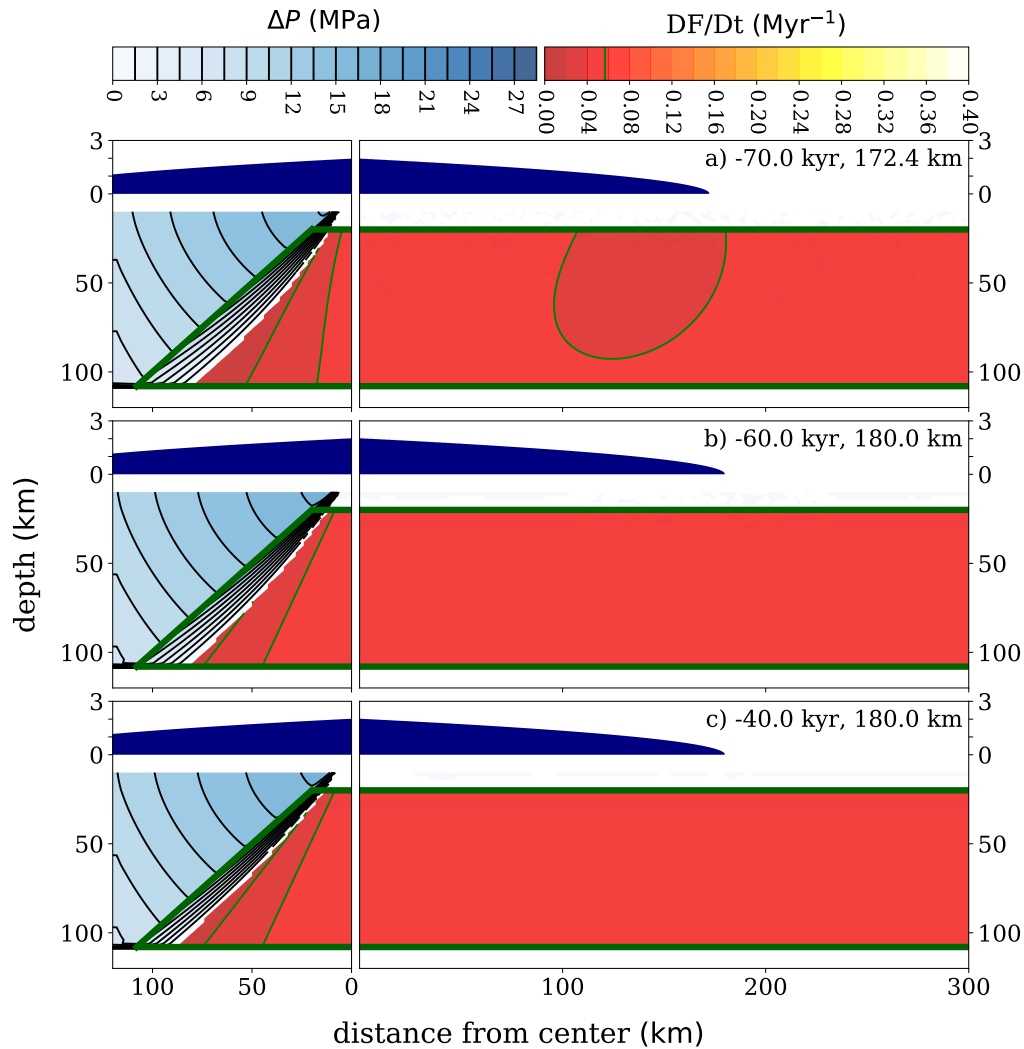 ΔP (MPa)
DF/Dt (Myr⁻¹)
0 3 6 9 12 15 18 21 24 27
0.00 0.04 0.08 0.12 0.16 0.20 0.24 0.28 0.32 0.36 0.40
a) -70.0 kyr, 172.4 km
3 3
0 0
50 50
100 100
b) -60.0 kyr, 180.0 km
3 3
0 0
50 50
100 100
c) -40.0 kyr, 180.0 km
3 3
0 0
50 50
100 100
depth (km)
100 50 0 100 200 300
distance from center (km)